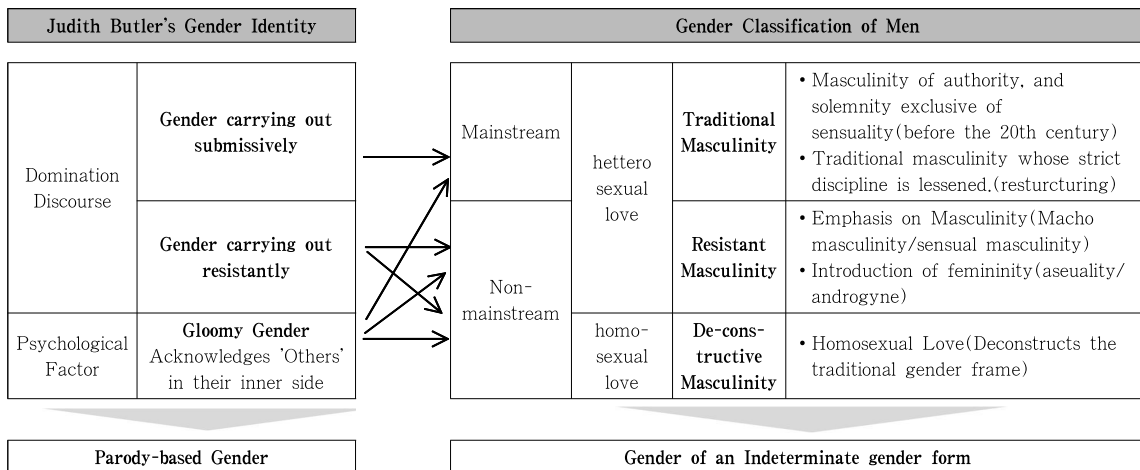 Judith Butler's Gender Identity
Gender Classification of Men
Domination
Discourse
Gender carrying out
submissively
Gender carrying out
resistantly
Psychological
Factor
Gloomy Gender
Acknowledges 'Others'
in their inner side
Mainstream
Non-
mainstream
hettero
sexual
love
homo-
sexual
love
Traditional
Masculinity
Resistant
Masculinity
De-cons-
tructive
Masculinity
• Masculinity of authority, and
solemnity exclusive of
sensuality(before the 20th century)
• Traditional masculinity whose strict
discipline is lessened.(resturcturing)
• Emphasis on Masculinity(Macho
masculinity/sensual masculinity)
• Introduction of femininity(aseuality/
androgyne)
• Homosexual Love(Deconstructs the
traditional gender frame)
Parody-based Gender
Gender of an Indeterminate gender form